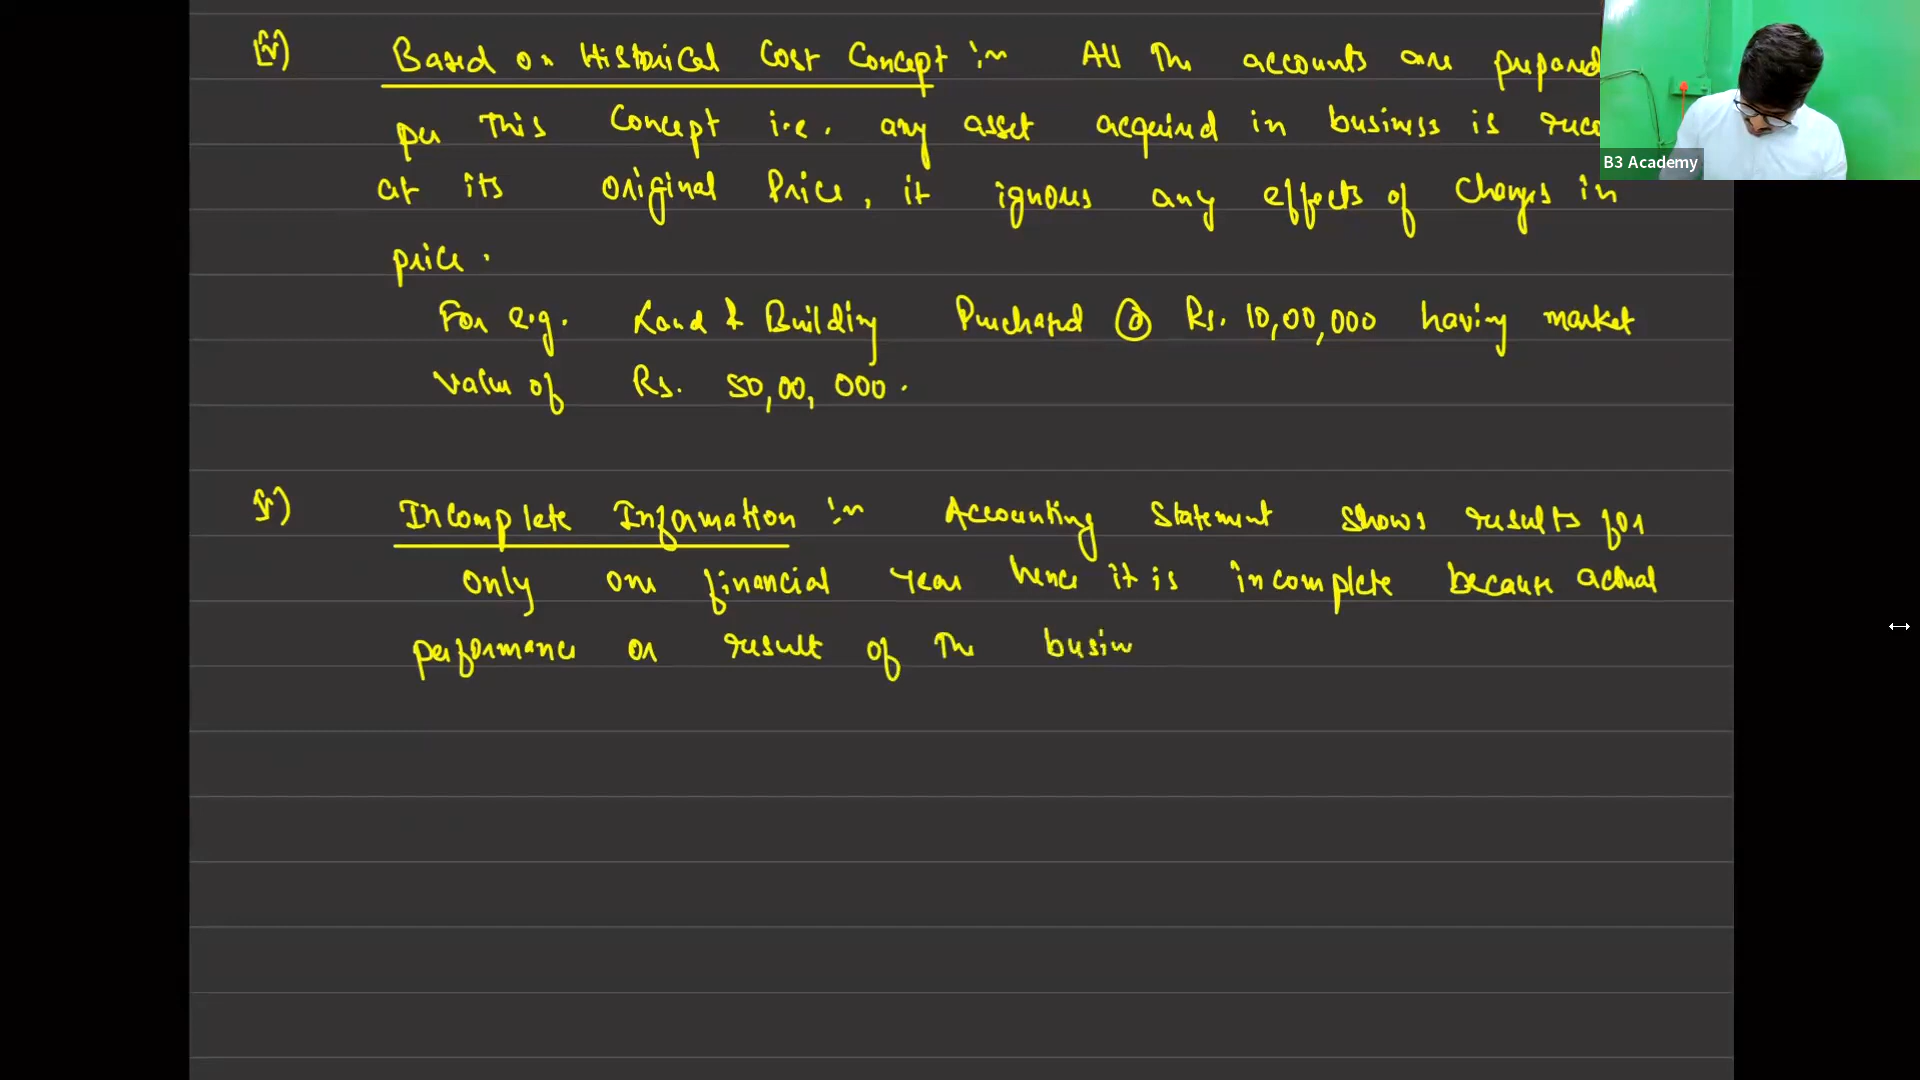 Based on Historical Cost Concept :- All the accounts are prepared
per this Concept i.e. any asset acquired in business is reco
at its original Price, it ignores any effects of Changes in
price.
For e.g. Land & Building Purchased @ Rs. 10,00,000 having market
value of Rs. 50,00,000.
Incomplete Information :- Accounting Statement shows results for
only one financial year hence it is incomplete because actual
performance or result of the busin
B3 Academy